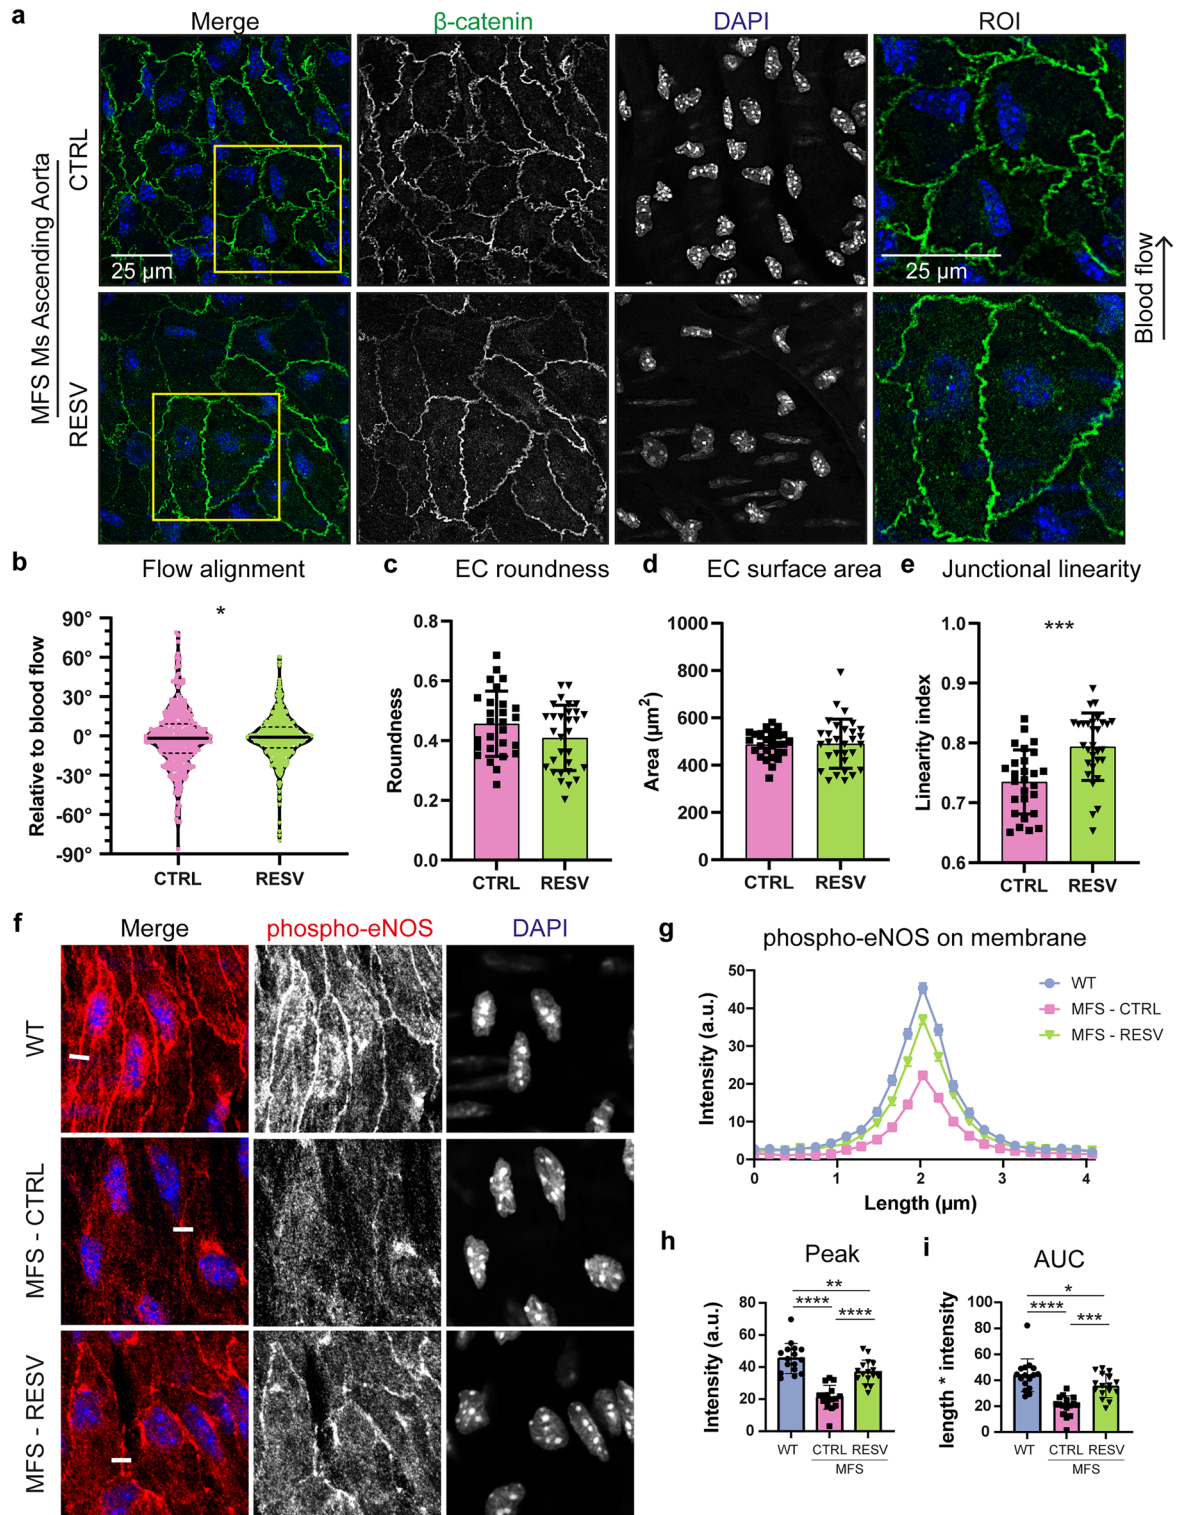 a
Merge
β-catenin
DAPI
ROI
MFS Ms Ascending Aorta
CTRL
RESV
25 µm
25 µm
Blood flow
b
Flow alignment
*
Relative to blood flow
90°
60°
30°
0°
-30°
-60°
-90°
CTRL
RESV
c
EC roundness
Roundness
0.8
0.6
0.4
0.2
0.0
CTRL
RESV
d
EC surface area
Area (µm²)
1000
800
600
400
200
0
CTRL
RESV
e
Junctional linearity
***
Linearity index
1.0
0.9
0.8
0.7
0.6
CTRL
RESV
f
Merge
phospho-eNOS
DAPI
WT
MFS - CTRL
MFS - RESV
g
phospho-eNOS on membrane
Intensity (a.u.)
50
40
30
20
10
0
0
1
2
3
4
Length (µm)
WT
MFS - CTRL
MFS - RESV
h
Peak
**
****
****
Intensity (a.u.)
80
60
40
20
0
WT
CTRL
RESV
MFS
i
AUC
*
****
***
length * intensity
100
80
60
40
20
0
WT
CTRL
RESV
MFS